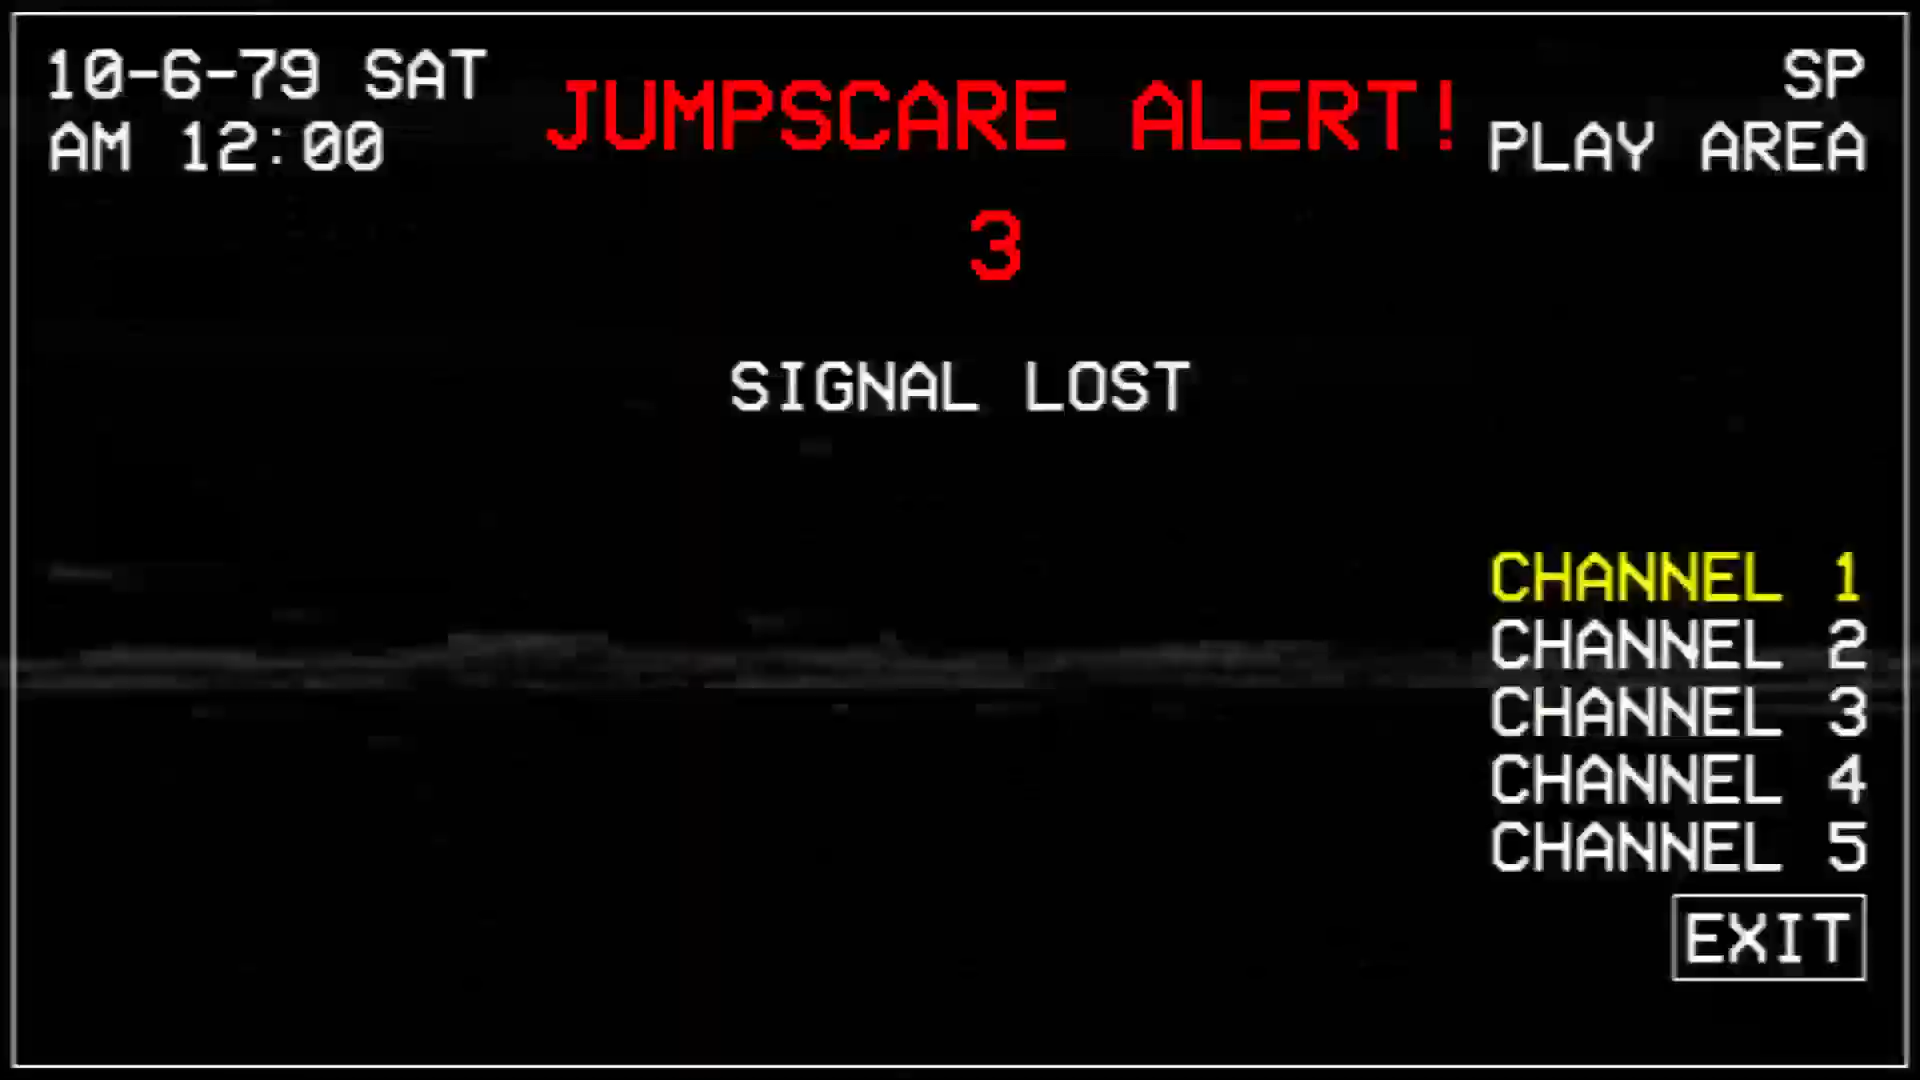 10-6-79 SAT
AM 12:00
JUMPSCARE ALERT!
3
SP
PLAY AREA
SIGNAL LOST
CHANNEL 1
CHANNEL 2
CHANNEL 3
CHANNEL 4
CHANNEL 5
EXIT